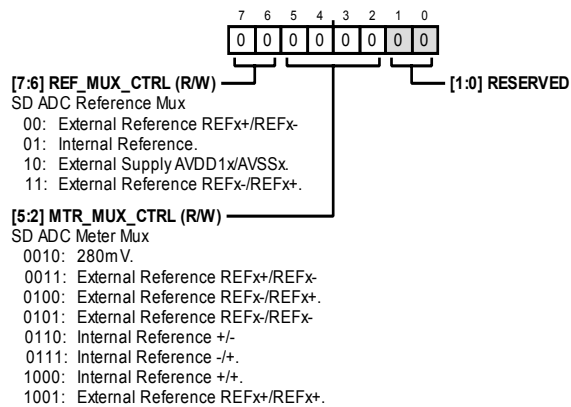 7 6 5 4 3 2 1 0
0 0 0 0 0 0 0 0
[7:6] REF_MUX_CTRL (R/W)
[1:0] RESERVED
SD ADC Reference Mux
00: External Reference REFx+/REFx-
01: Internal Reference.
10: External Supply AVDD1x/AVSSx.
11: External Reference REFx-/REFx+.
[5:2] MTR_MUX_CTRL (R/W)
SD ADC Meter Mux
0010: 280mV.
0011: External Reference REFx+/REFx-
0100: External Reference REFx-/REFx+.
0101: External Reference REFx-/REFx-
0110: Internal Reference +/-
0111: Internal Reference -/+.
1000: Internal Reference +/+.
1001: External Reference REFx+/REFx+.